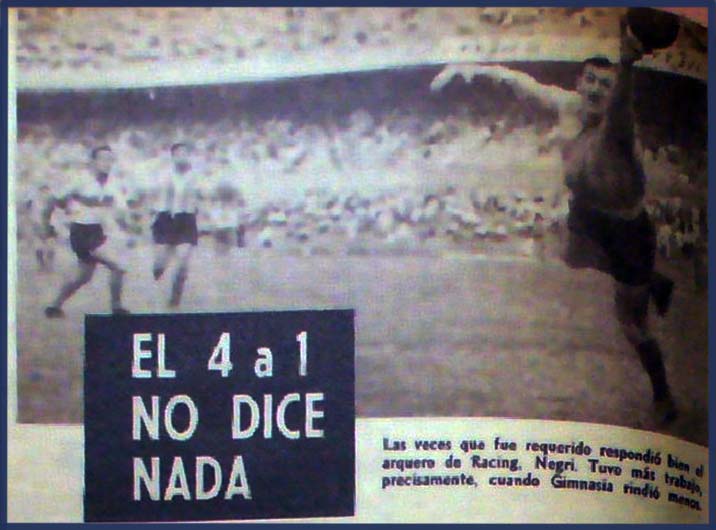 EL 4 a 1
NO DICE
NADA
Las veces que fue requerido respondió bien el
arquero de Racing, Negri. Tuvo más trabajo,
precisamente, cuando Gimnasia rindió menos.